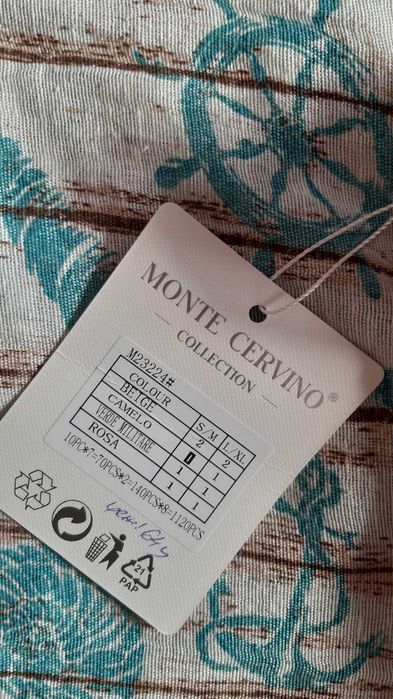 MONTE CERVINO®
— COLLECTION —
M23224#
COLOUR S/M L/XL
BEIGE 2 2
CAMELO 1 1
VERDE MILITARE 1 1
ROSA 1 1
10PC*7=70PCS*2=140PCS*8=1120PCS
21
PAP